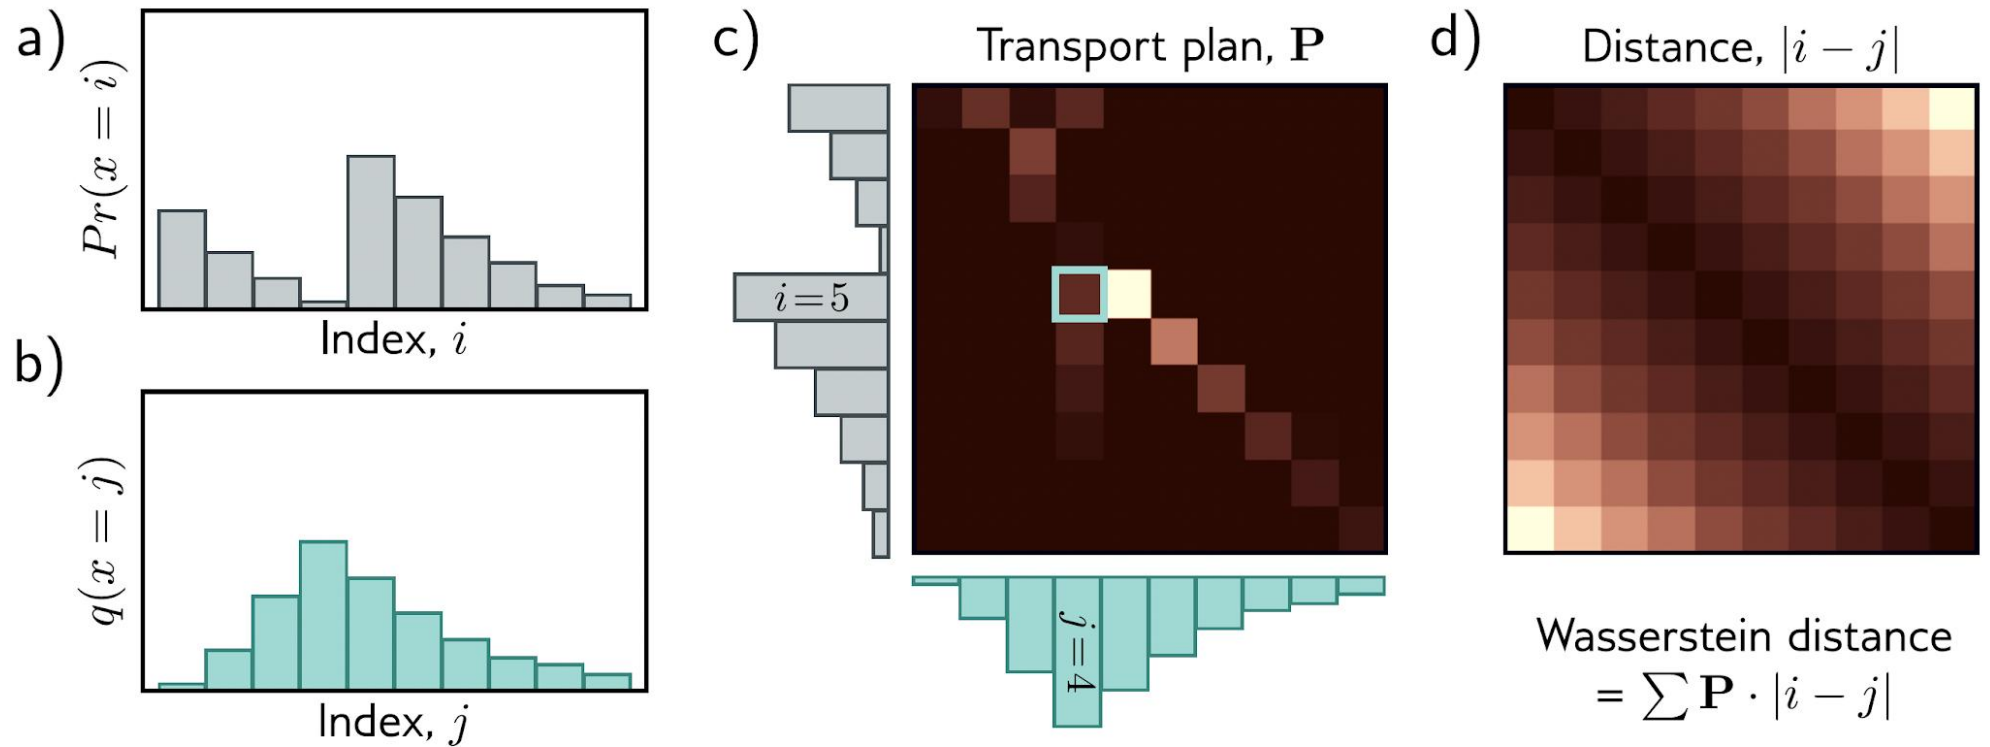 a)
Pr(x = i)
Index, i
b)
q(x = j)
Index, j
c)
Transport plan, P
i=5
j=4
d)
Distance, |i − j|
Wasserstein distance
= ∑ P · |i − j|